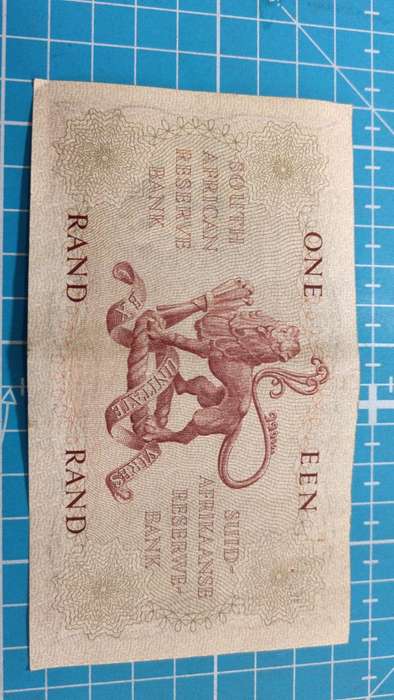 ONE EEN
SOUTH
AFRICAN
RESERVE
BANK
SUID-
AFRIKAANSE
RESERWE-
BANK
EX UNITATE VIRES
RAND RAND